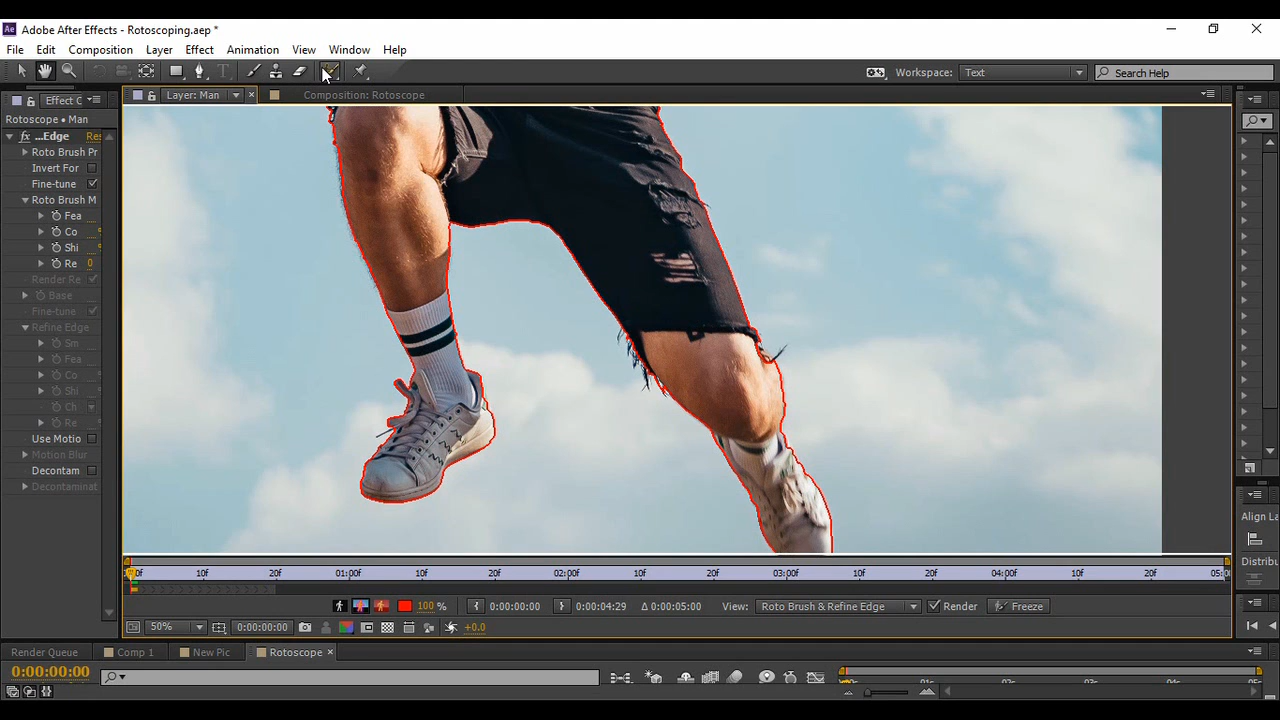 Ae Adobe After Effects - Rotoscoping.aep *
File Edit Composition Layer Effect Animation View Window Help
T Workspace: Text Search Help
Effect C Layer: Man Composition: Rotoscope
Rotoscope • Man
fx ...Edge Res
Roto Brush Pr
Invert For
Fine-tune
Roto Brush M
Fea
Co
Shi
Re 0
Render Re
Base
Fine-tune
Refine Edge
Sm
Fea
Co
Shi
Ch
Re
Use Motio
Motion Blur
Decontam
Decontaminat
Align La
Distribu
00f 10f 20f 01:00f 10f 20f 02:00f 10f 20f 03:00f 10f 20f 04:00f 10f 20f 05:0
100 % 0:00:00:00 0:00:04:29 Δ 0:00:05:00 View: Roto Brush & Refine Edge Render Freeze
50% 0:00:00:00 +0.0
Render Queue Comp 1 New Pic Rotoscope ×
0:00:00:00